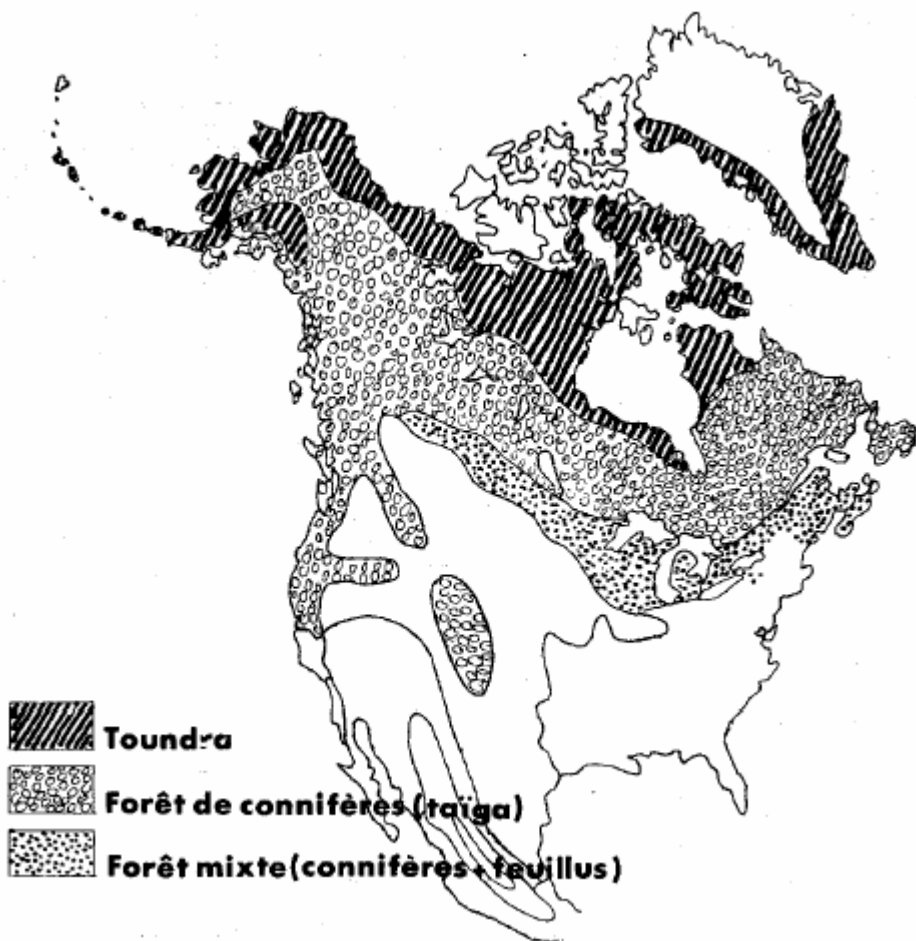 Toundra
Forêt de connifères (taïga)
Forêt mixte (connifères + feuillus)